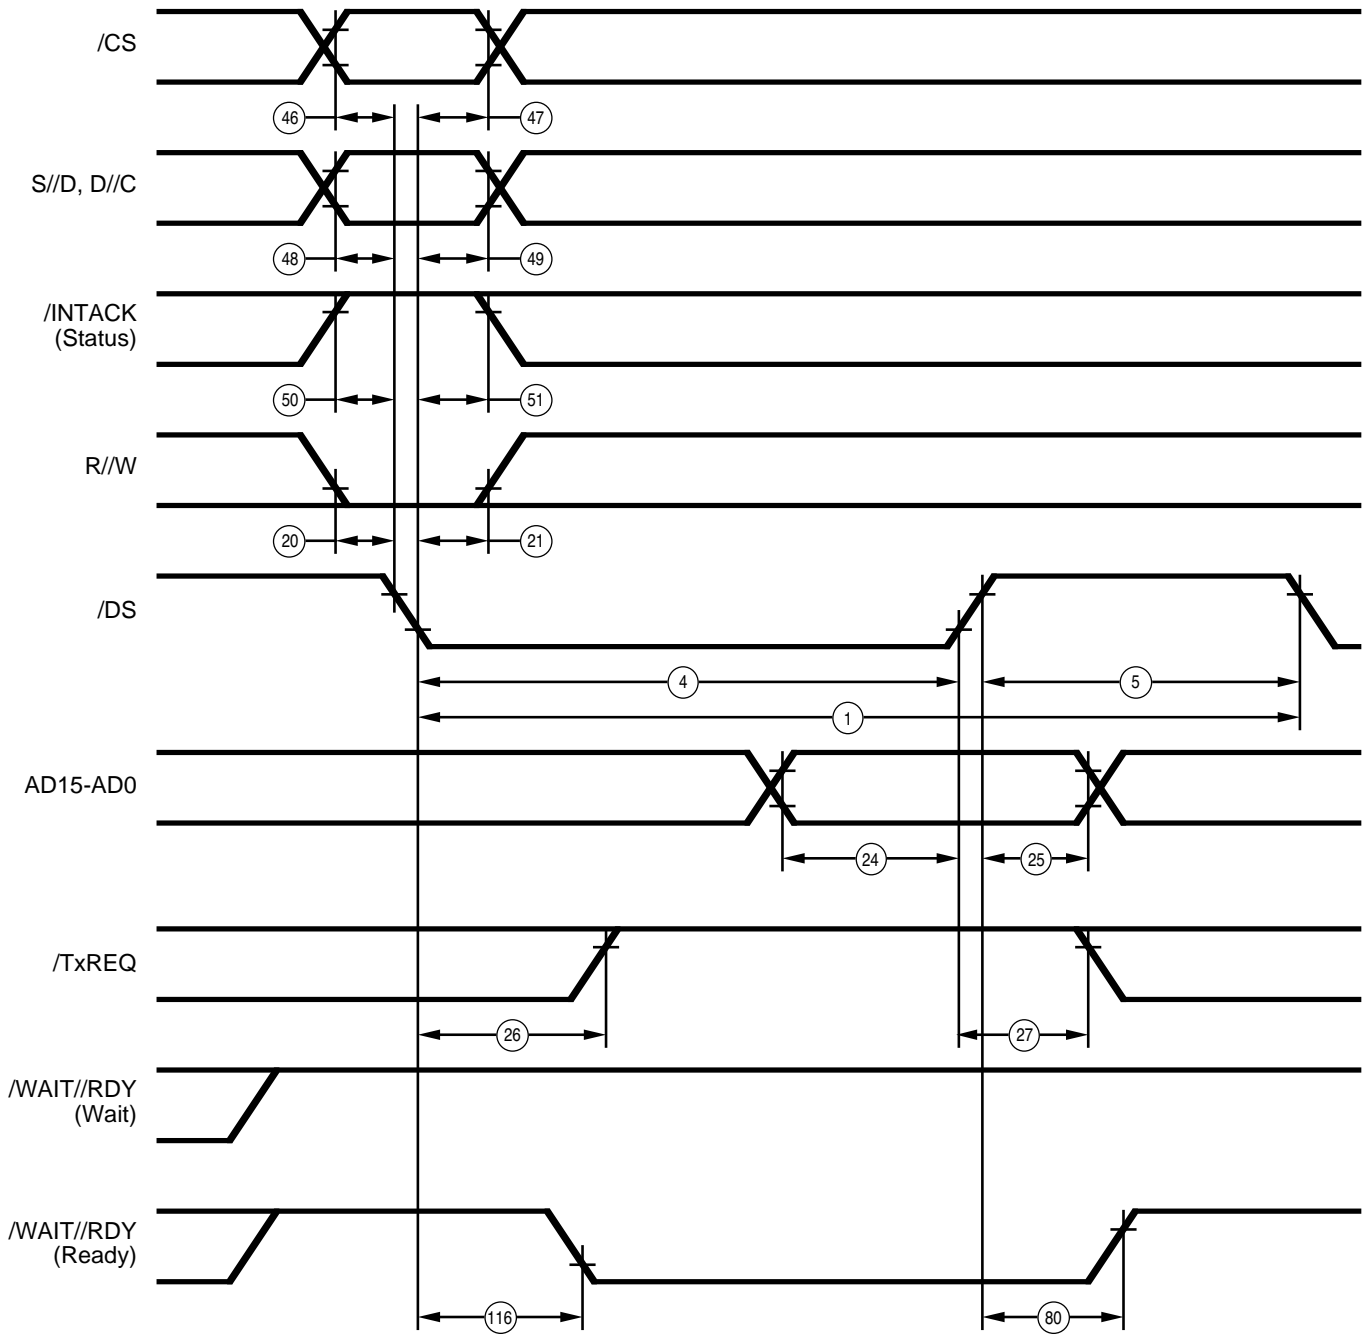 /CS
46
47
S//D, D//C
48
49
/INTACK
(Status)
50
51
R//W
20
21
/DS
4
5
1
AD15-AD0
24
25
/TxREQ
26
27
/WAIT//RDY
(Wait)
/WAIT//RDY
(Ready)
116
80